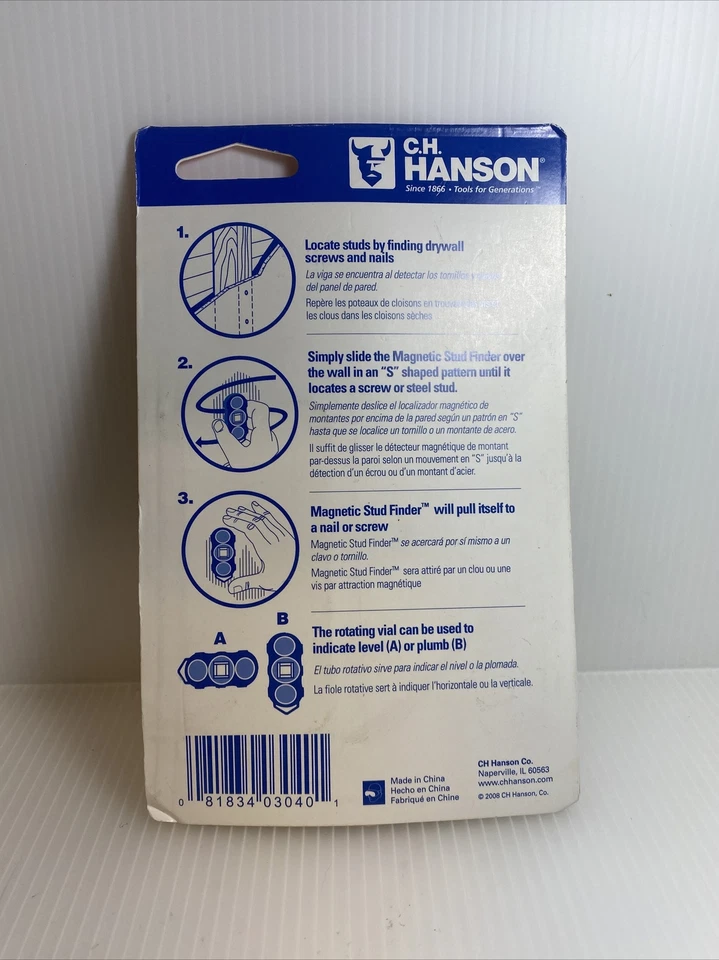 C.H.
HANSON®
Since 1866 • Tools for Generations™
1.
Locate studs by finding drywall
screws and nails
La viga se encuentra al detectar los tornillos y
del panel de pared.
Repère les poteaux de cloisons en
les clous dans les cloisons sèches
2.
Simply slide the Magnetic Stud Finder over
the wall in an “S” shaped pattern until it
locates a screw or steel stud.
Simplemente deslice el localizador magnético de
montantes por encima de la pared según un patrón en “S”
hasta que se localice un tornillo o un montante de acero.
Il suffit de glisser le détecteur magnétique de montant
par-dessus la paroi selon un mouvement en “S” jusqu'à la
détection d'un écrou ou d'un montant d'acier.
3.
Magnetic Stud Finder™ will pull itself to
a nail or screw
Magnetic Stud Finder™ se acercará por sí mismo a un
clavo o tornillo.
Magnetic Stud Finder™ sera attiré par un clou ou une
vis par attraction magnétique
A
B
The rotating vial can be used to
indicate level (A) or plumb (B)
El tubo rotativo sirve para indicar el nivel o la plomada.
La fiole rotative sert à indiquer l'horizontale ou la verticale.
0 81834 03040 1
Made in China
Hecho en China
Fabriqué en Chine
CH Hanson Co.
Naperville, IL 60563
www.chhanson.com
© 2008 CH Hanson, Co.